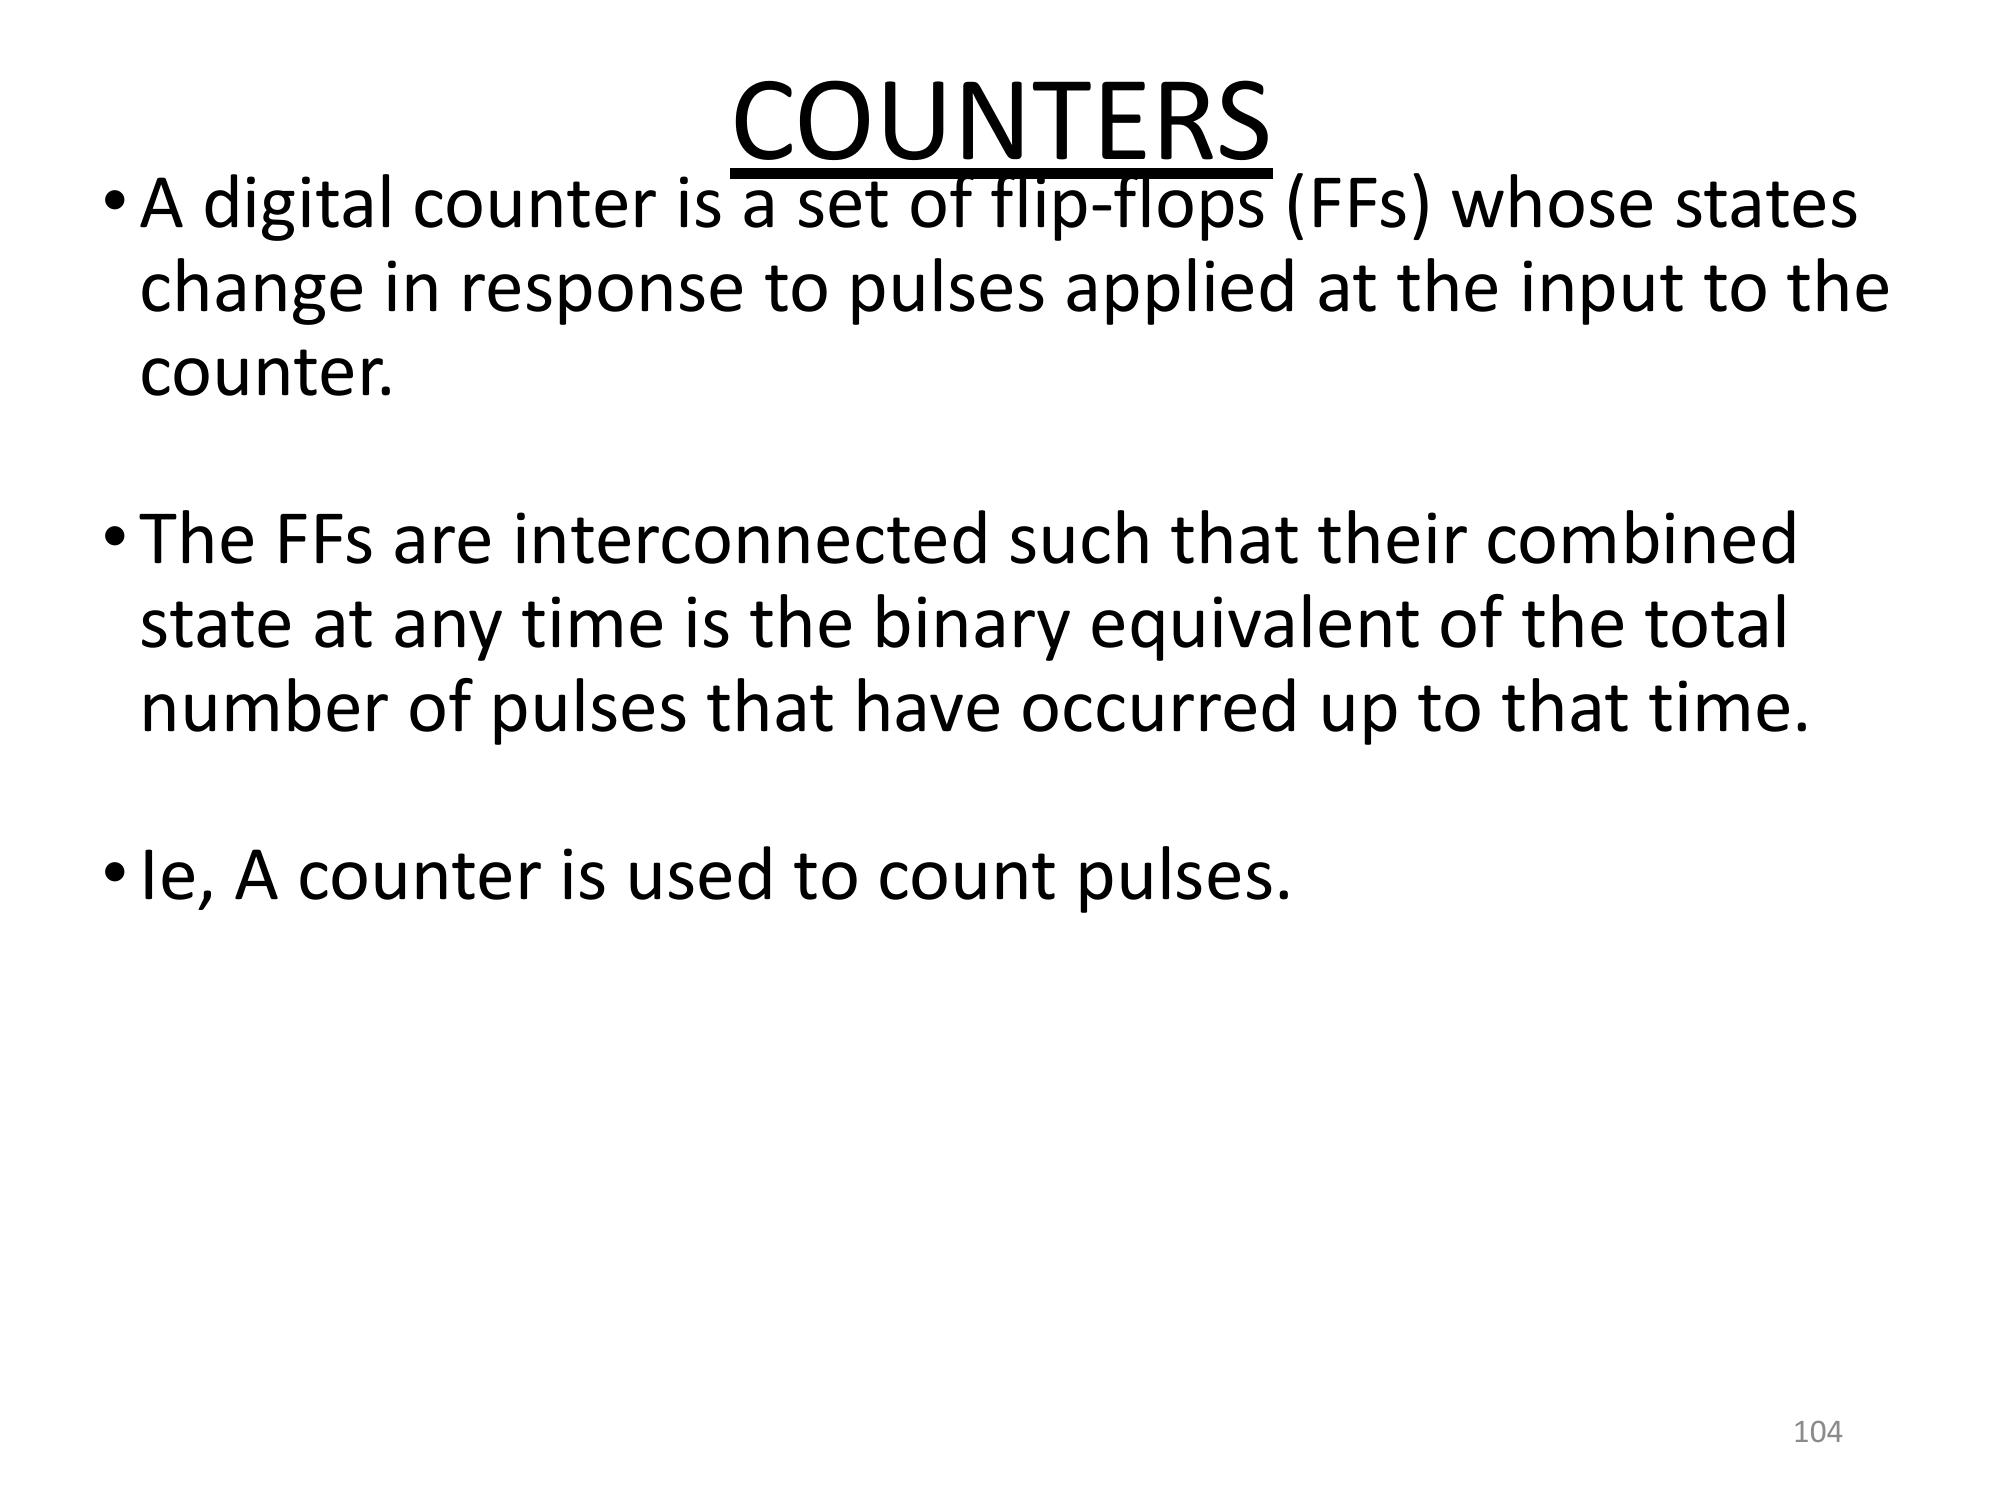 COUNTERS
• A digital counter is a set of flip-flops (FFs) whose states
change in response to pulses applied at the input to the
counter.
• The FFs are interconnected such that their combined
state at any time is the binary equivalent of the total
number of pulses that have occurred up to that time.
• Ie, A counter is used to count pulses.
104